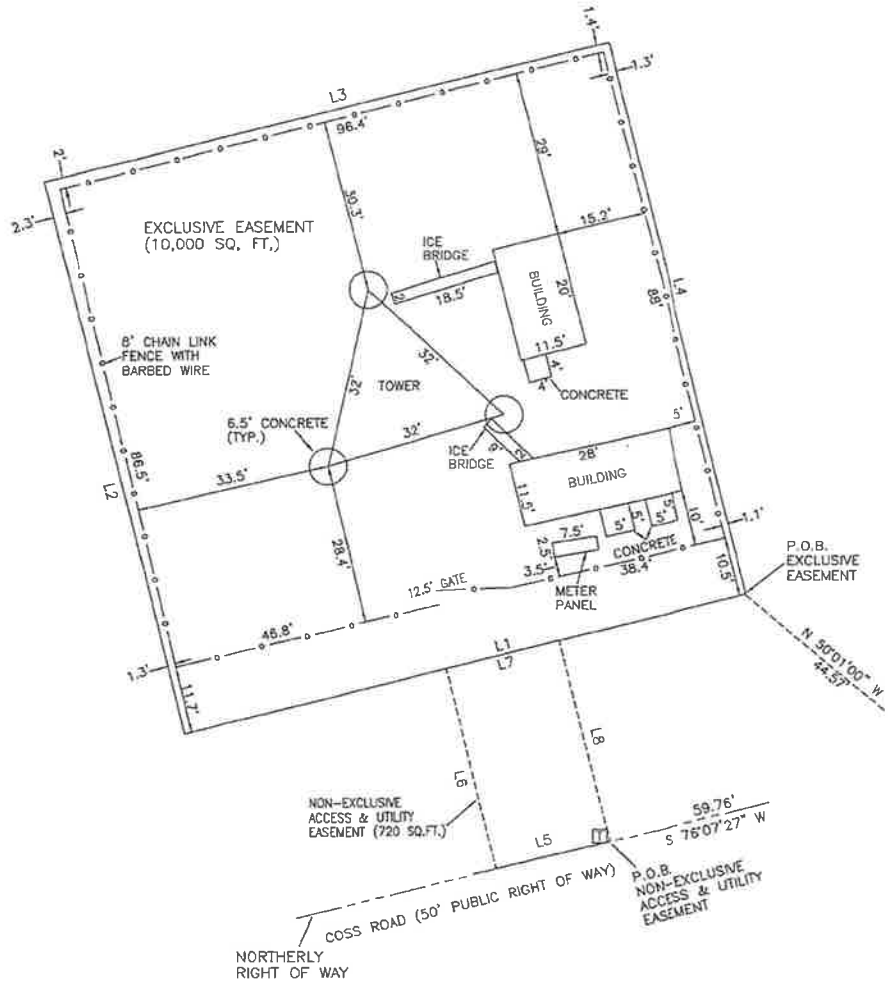 1.4'
1.3'
L3
96.4'
2'
2.3'
29'
30.3'
EXCLUSIVE EASEMENT
(10,000 SQ. FT.)
15.2'
ICE
BRIDGE
2'
18.5'
BUILDING
20'
L4
88'
11.5'
4'
4'
CONCRETE
8' CHAIN LINK
FENCE WITH
BARBED WIRE
32'
32'
TOWER
5'
6.5' CONCRETE
(TYP.)
32'
ICE
BRIDGE
2'
28'
BUILDING
86.5'
L2
33.5'
11.5'
28.4'
5'
5'
5'
5'
10'
7.5'
2.5'
CONCRETE
1.1'
3.5'
38.4'
METER
PANEL
10.5'
P.O.B.
EXCLUSIVE
EASEMENT
12.5' GATE
46.8'
1.3'
11.7'
L1
L7
N 50°01'00" W
44.57'
L6
L8
NON-EXCLUSIVE
ACCESS & UTILITY
EASEMENT (720 SQ.FT.)
59.76'
S 76°07'27" W
L5
T
P.O.B.
NON-EXCLUSIVE
ACCESS & UTILITY
EASEMENT
COSS ROAD (50' PUBLIC RIGHT OF WAY)
NORTHERLY
RIGHT OF WAY